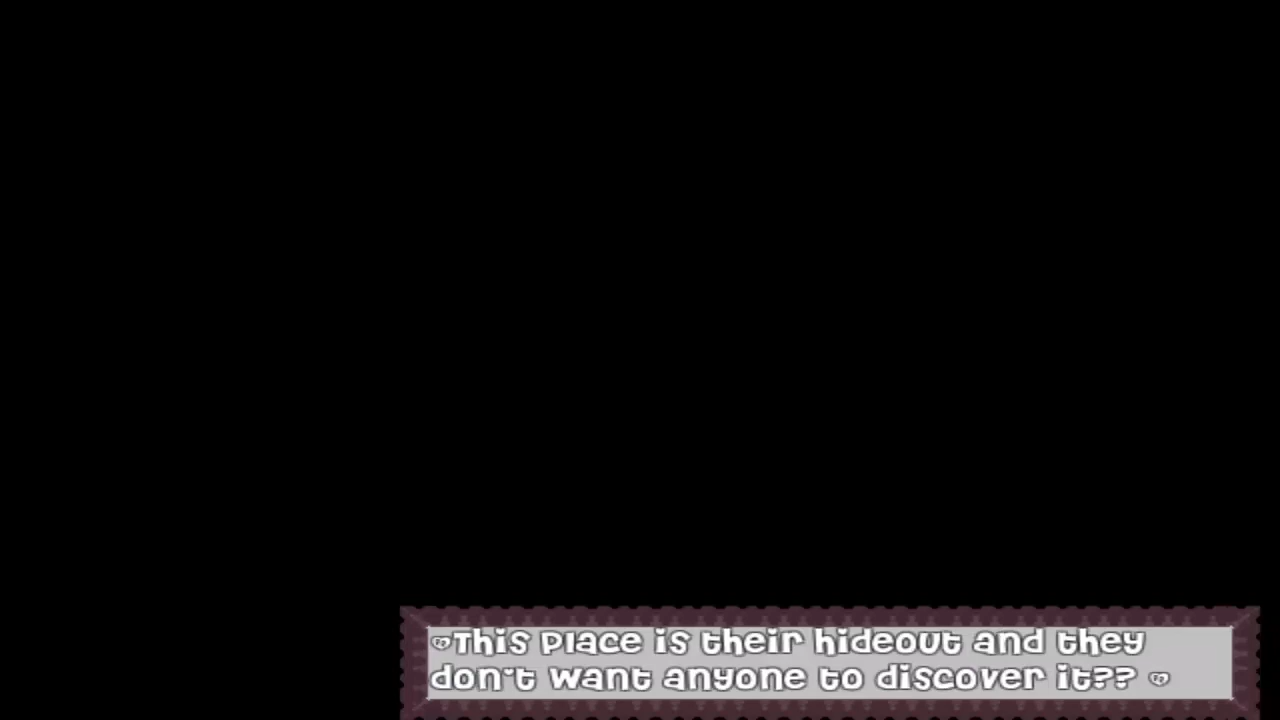 “This place is their hideout and they
don't want anyone to discover it?? ”